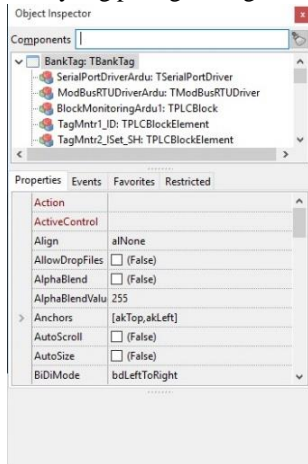 Object Inspector
x
Components
BankTag: TBankTag
SerialPortDriverArdu: TSerialPortDriver
ModBusRTUDriverArdu: TModBusRTUDriver
BlockMonitoringArdu1: TPLCBlock
TagMntr1_ID: TPLCBlockElement
TagMntr2_ISet_SH: TPLCBlockElement
Properties Events Favorites Restricted
Action
ActiveControl
Align alNone
AllowDropFiles (False)
AlphaBlend (False)
AlphaBlendValu 255
Anchors [akTop,akLeft]
AutoScroll (False)
AutoSize (False)
BiDiMode bdLeftToRight